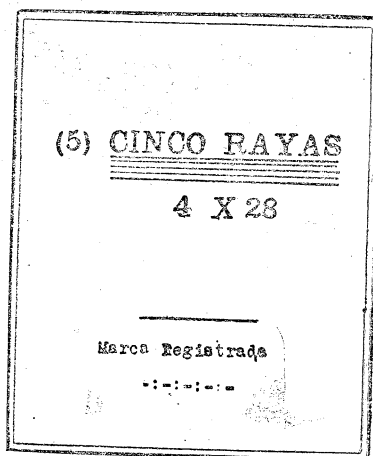 (5) CINCO RAYAS
4 X 28
Marca Registrada
-:-:-:-:-